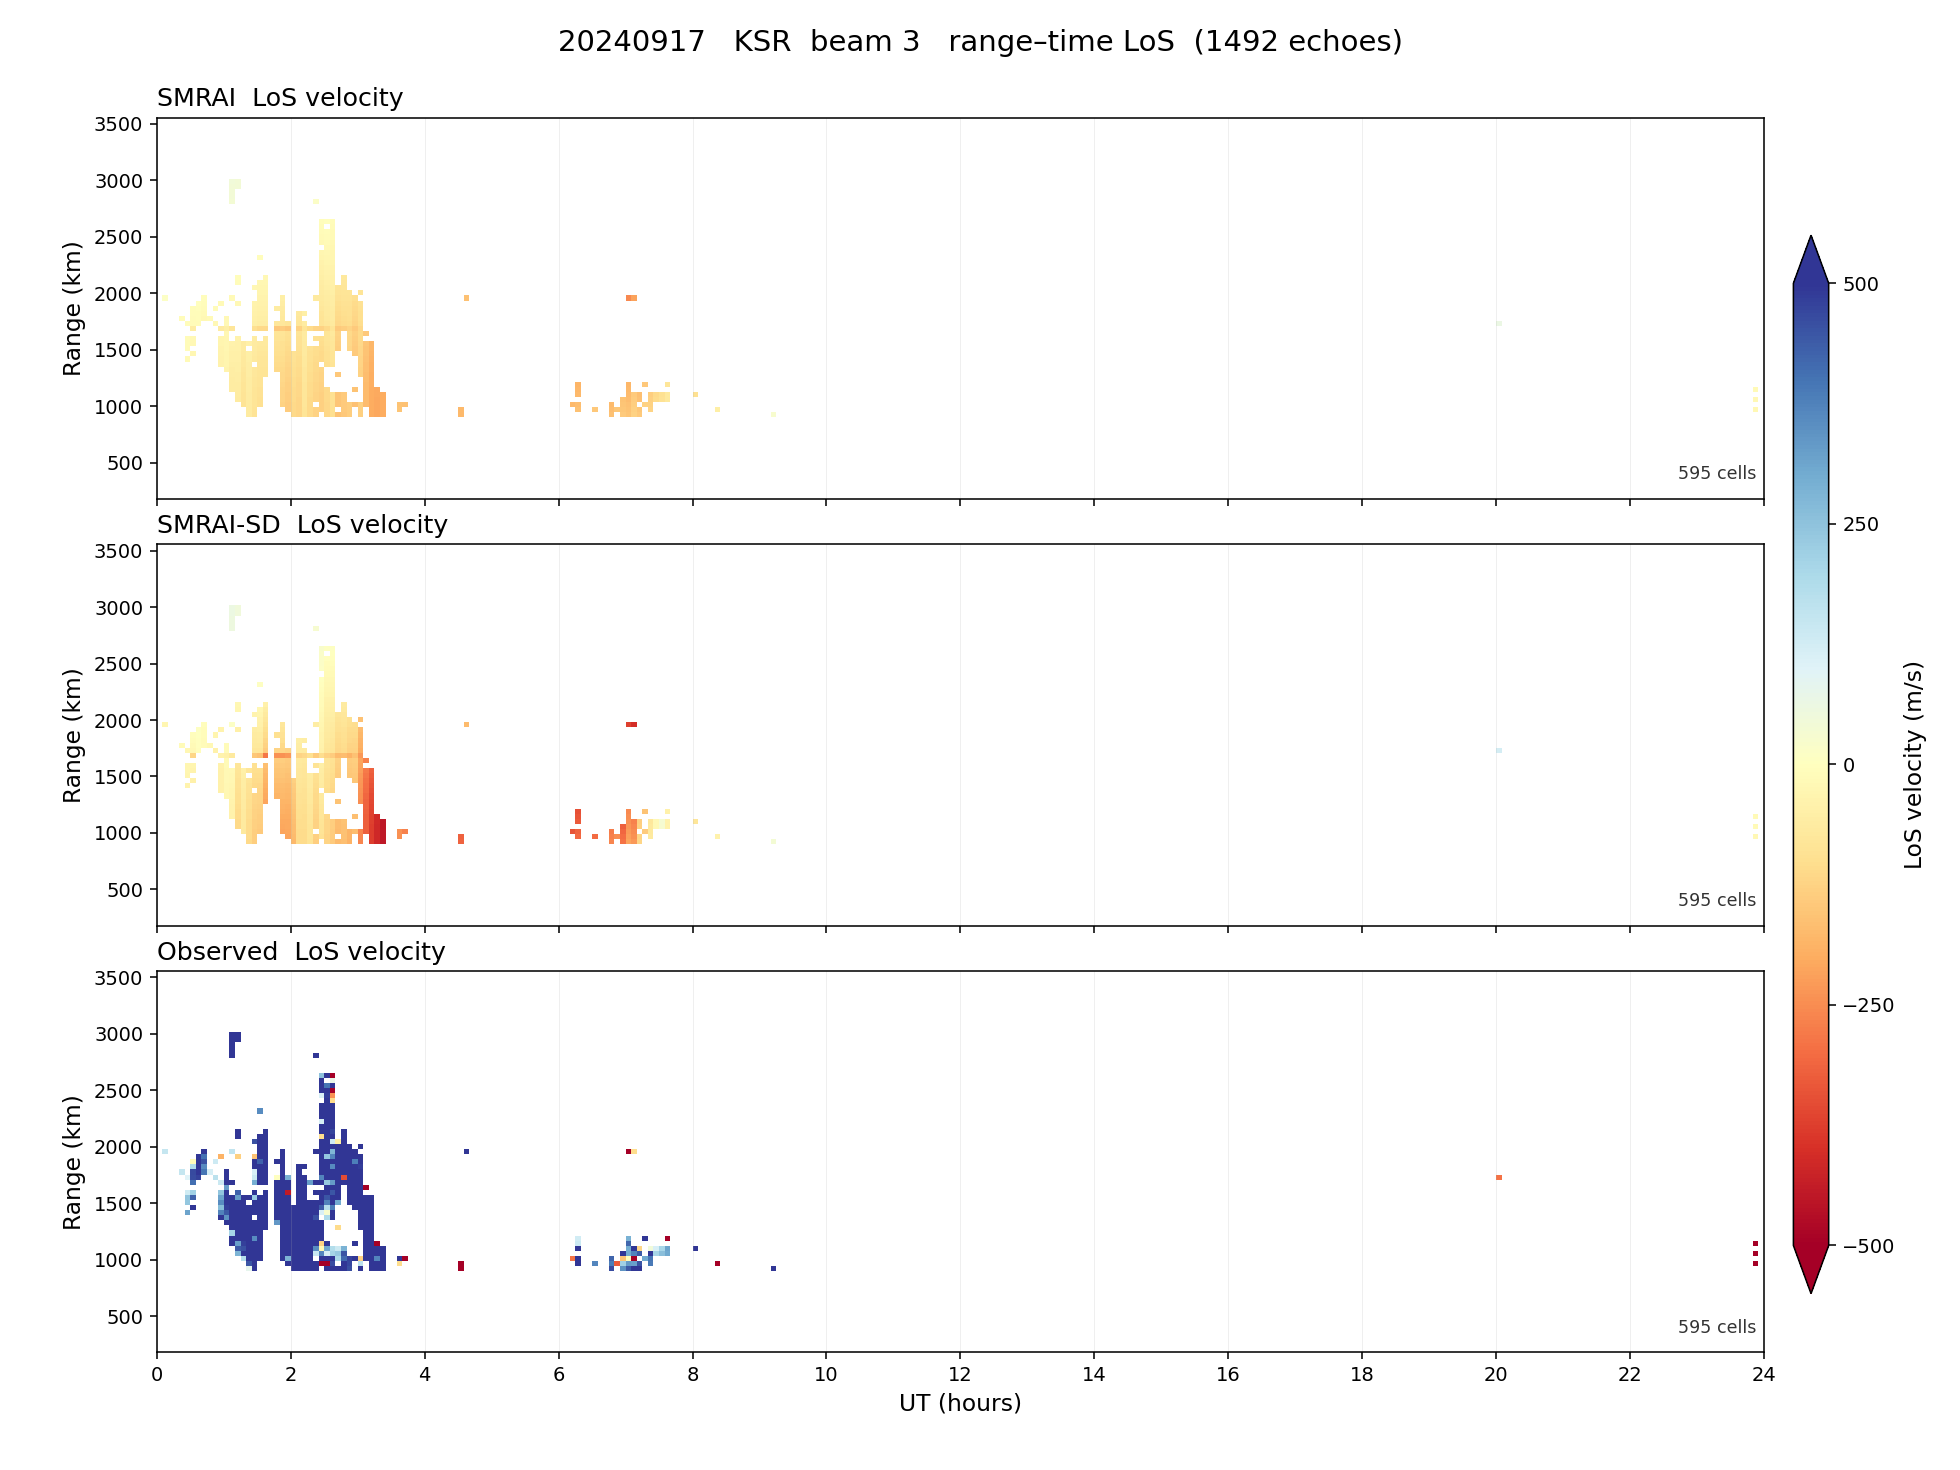 20240917 KSR beam 3 range–time LoS (1492 echoes)
SMRAI LoS velocity
3500
3000
2500
2000
1500
1000
500
Range (km)
595 cells
SMRAI-SD LoS velocity
3500
3000
2500
2000
1500
1000
500
Range (km)
595 cells
Observed LoS velocity
3500
3000
2500
2000
1500
1000
500
Range (km)
595 cells
0 2 4 6 8 10 12 14 16 18 20 22 24
UT (hours)
500
250
0
−250
−500
LoS velocity (m/s)